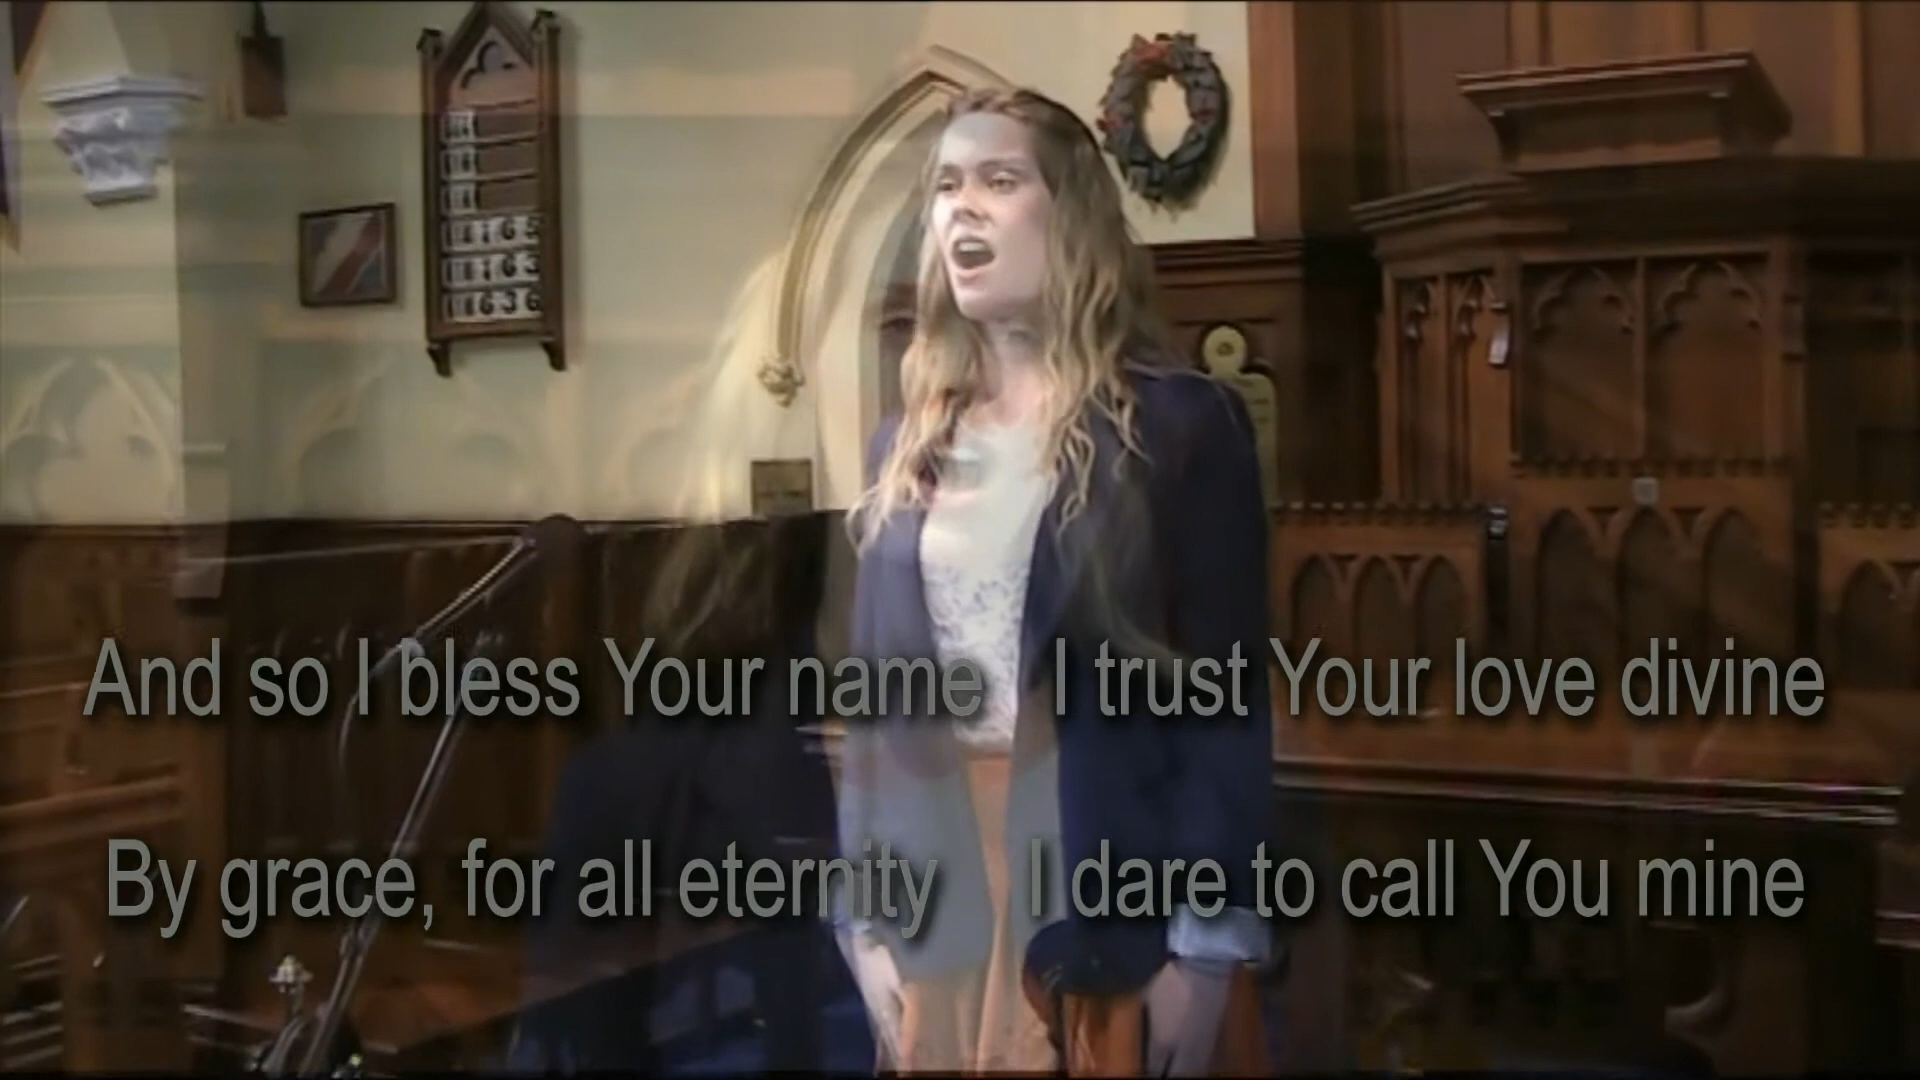 And so I bless Your name I trust Your love divine
By grace, for all eternity I dare to call You mine